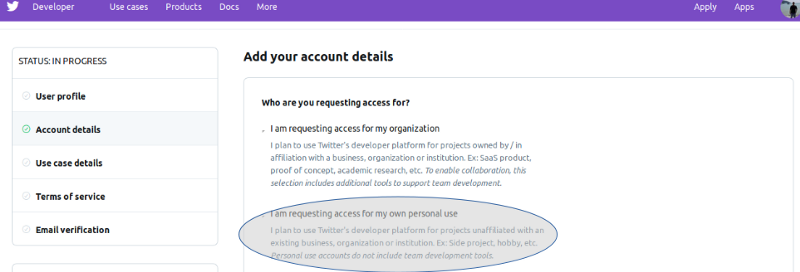 Developer Use cases Products Docs More Apply Apps
STATUS: IN PROGRESS
User profile
Account details
Use case details
Terms of service
Email verification
Add your account details
Who are you requesting access for?
I am requesting access for my organization
I plan to use Twitter's developer platform for projects owned by / in
affiliation with a business, organization or institution. Ex: SaaS product,
proof of concept, academic research, etc. To enable collaboration, this
selection includes additional tools to support team development.
I am requesting access for my own personal use
I plan to use Twitter's developer platform for projects unaffiliated with an
existing business, organization or institution. Ex: Side project, hobby, etc.
Personal use accounts do not include team development tools.